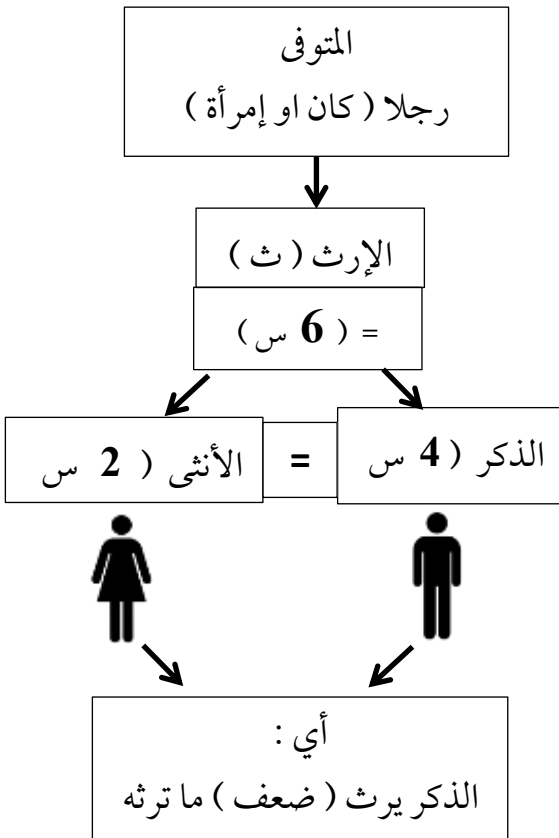 المتوفى
رجلا ( كان او إمرأة )
الإرث ( ث )
= ( 6 س )
الذكر ( 4 س = الأنثى ( 2 س
أي :
الذكر يرث ( ضعف ) ما ترثه